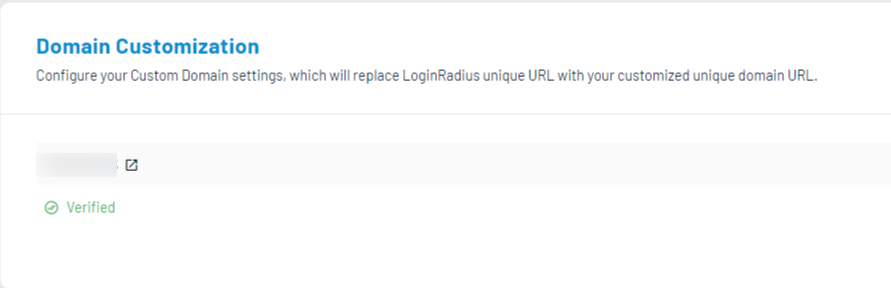 Domain Customization
Configure your Custom Domain settings, which will replace LoginRadius unique URL with your customized unique domain URL.
Verified